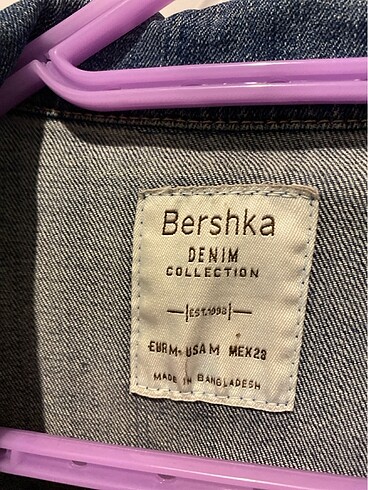 Bershka
DENIM
COLLECTION
EST.1998
EUR M USA M MEX 28
MADE IN BANGLADESH